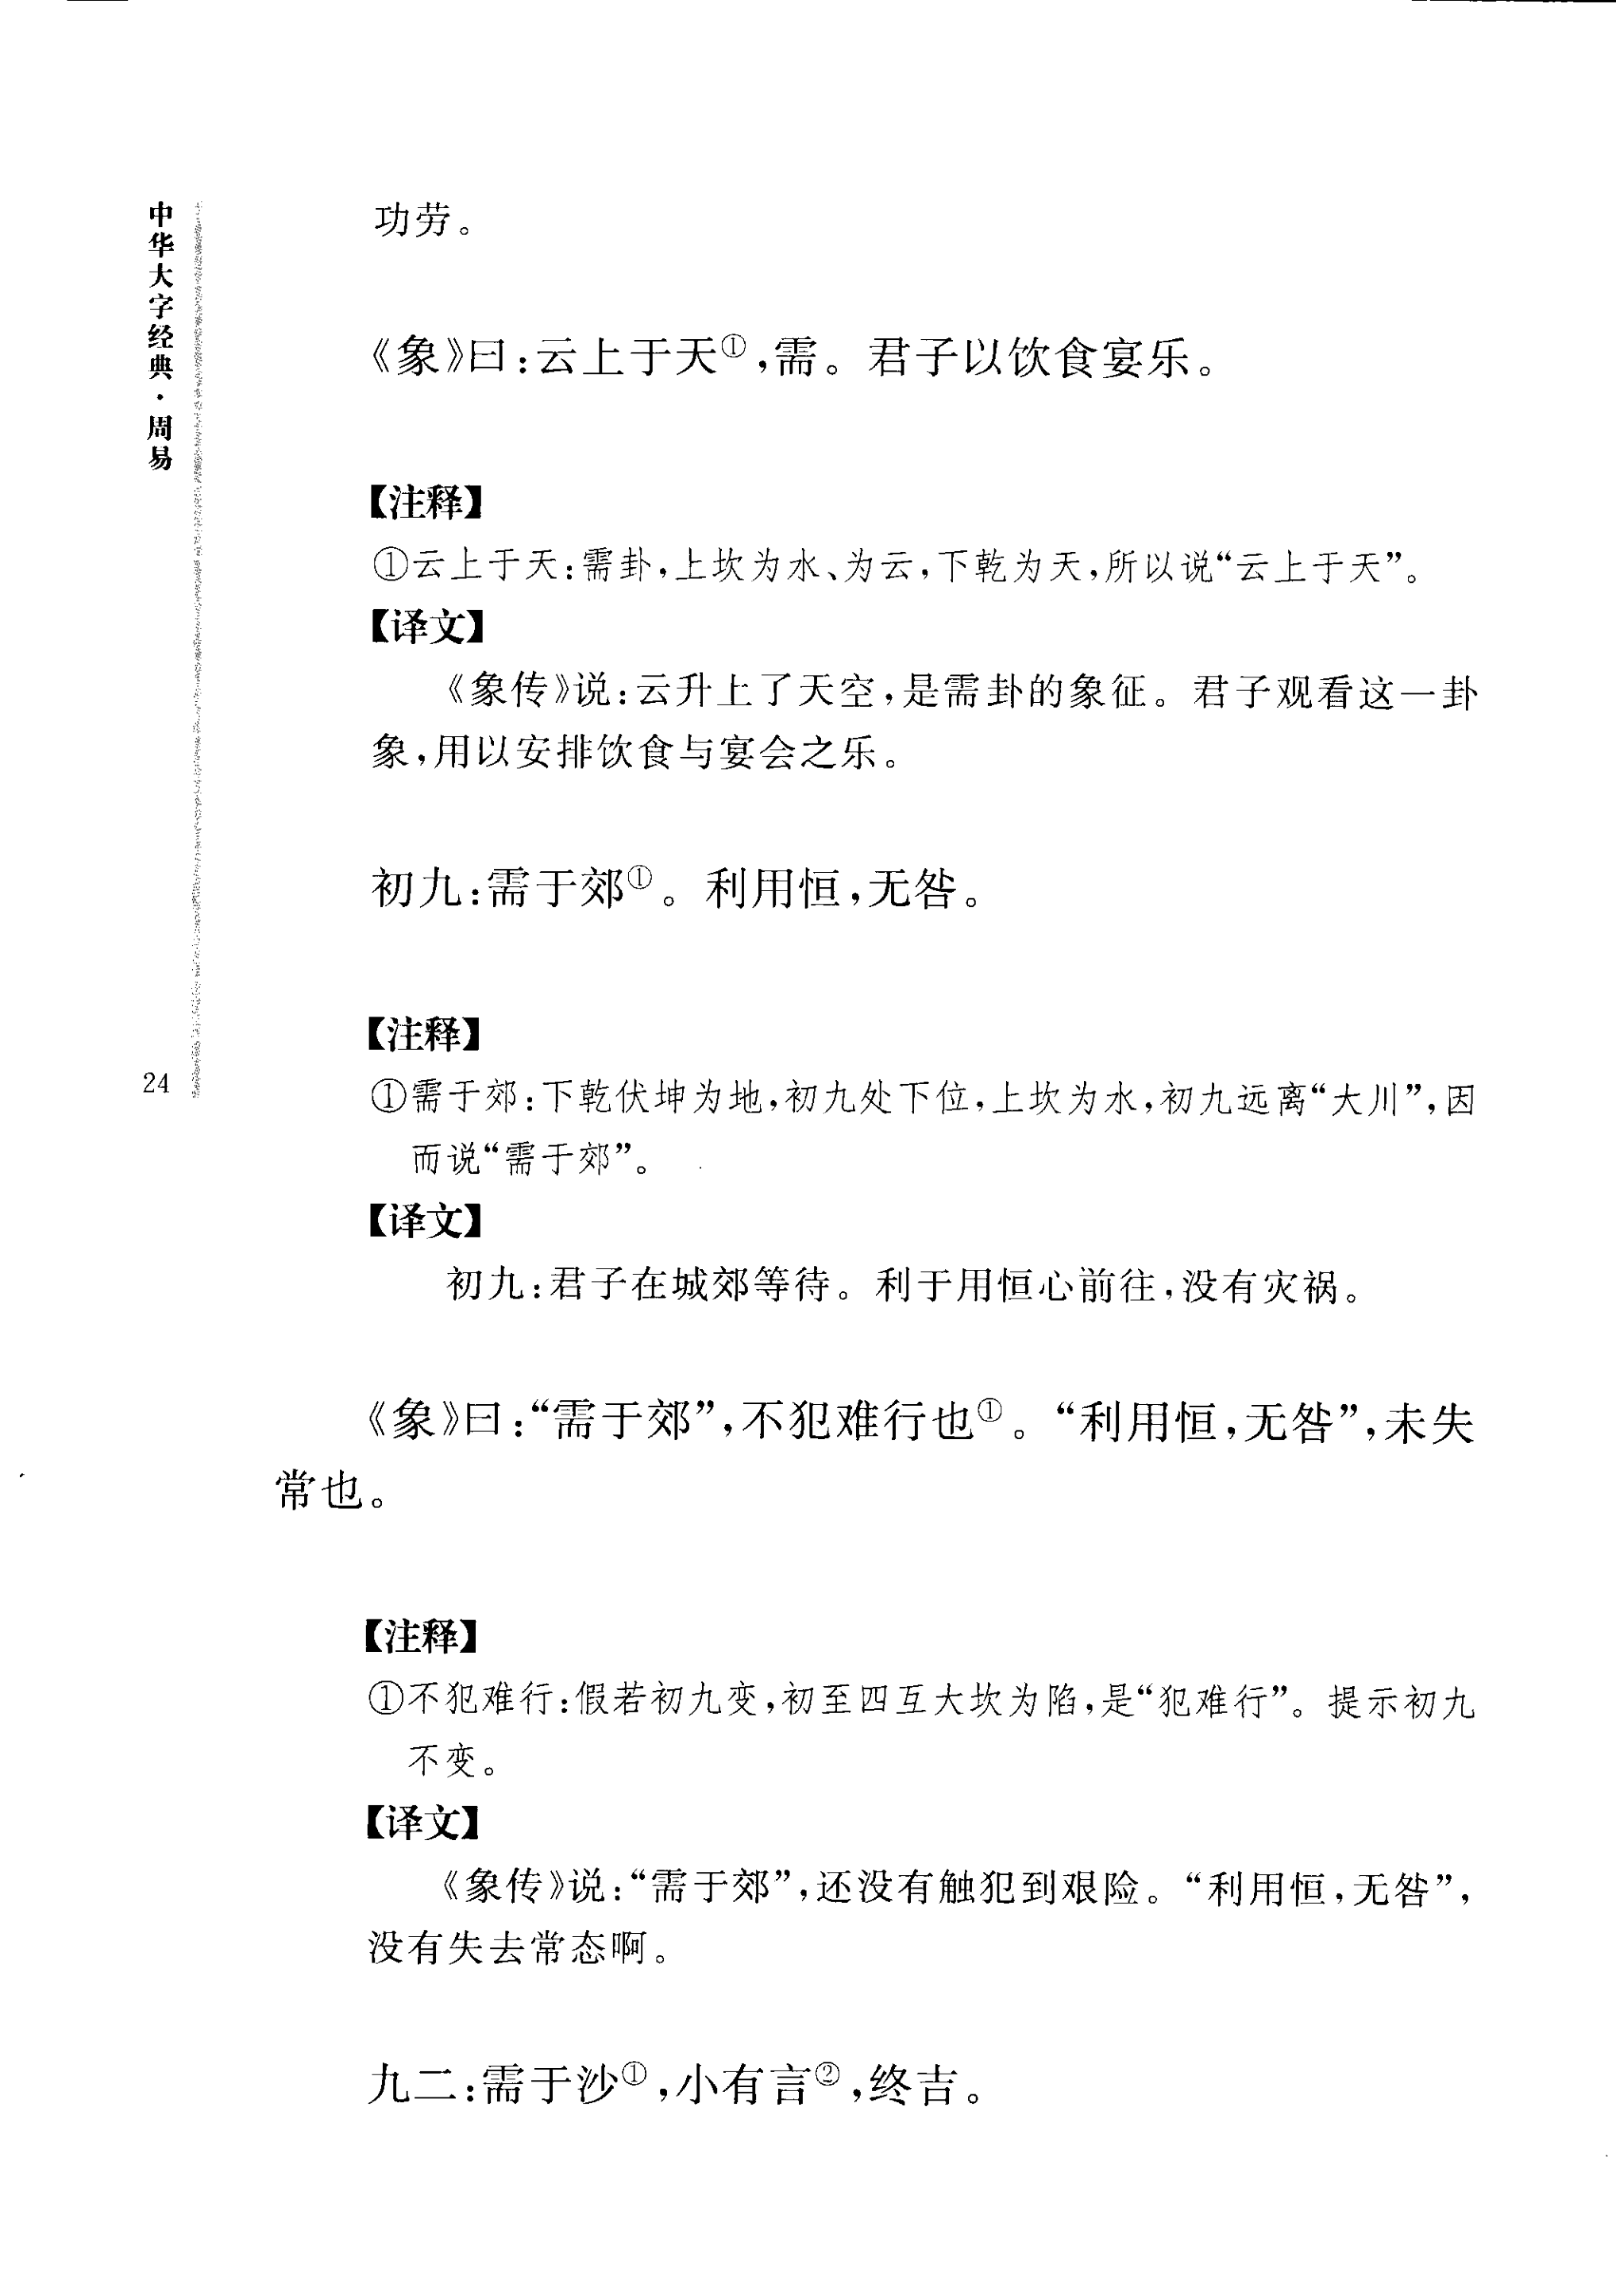 中华大字经典·周易
24
功劳。
《象》曰：云上于天①，需。君子以饮食宴乐。
【注释】
①云上于天：需卦，上坎为水、为云，下乾为天，所以说“云上于天”。
【译文】
《象传》说：云升上了天空，是需卦的象征。君子观看这一卦
象，用以安排饮食与宴会之乐。
初九：需于郊①。利用恒，无咎。
【注释】
①需于郊：下乾伏坤为地，初九处下位，上坎为水，初九远离“大川”，因
而说“需于郊”。
【译文】
初九：君子在城郊等待。利于用恒心前往，没有灾祸。
《象》曰：“需于郊”，不犯难行也①。“利用恒，无咎”，未失
常也。
【注释】
①不犯难行：假若初九变，初至四互大坎为陷，是“犯难行”。提示初九
不变。
【译文】
《象传》说：“需于郊”，还没有触犯到艰险。“利用恒，无咎”，
没有失去常态啊。
九二：需于沙①，小有言②，终吉。